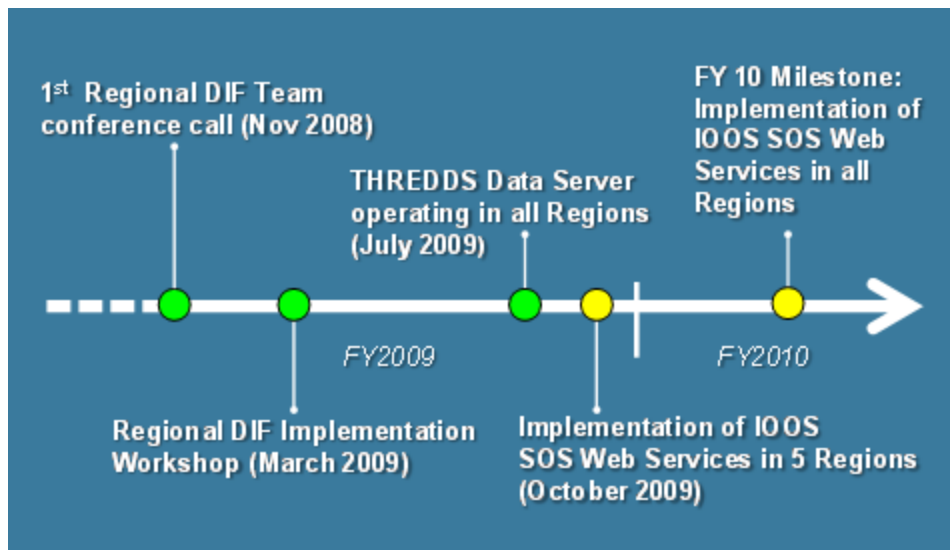 1st Regional DIF Team
conference call (Nov 2008)
THREDDS Data Server
operating in all Regions
(July 2009)
FY 10 Milestone:
Implementation of
IOOS SOS Web
Services in all
Regions
FY2009
FY2010
Regional DIF Implementation
Workshop (March 2009)
Implementation of IOOS
SOS Web Services in 5 Regions
(October 2009)